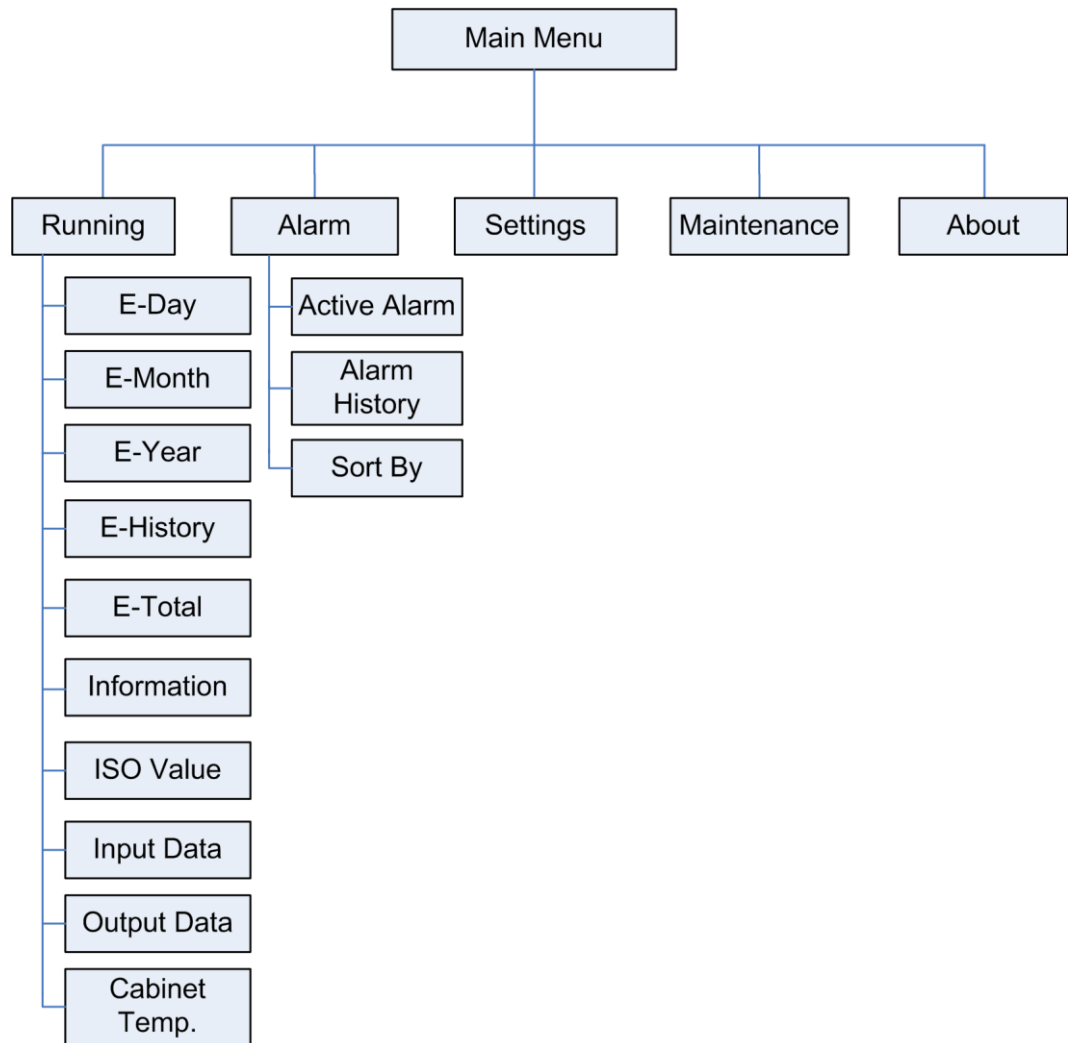 Main Menu
Running
Alarm
Settings
Maintenance
About
E-Day
E-Month
E-Year
E-History
E-Total
Information
ISO Value
Input Data
Output Data
Cabinet
Temp.
Active Alarm
Alarm
History
Sort By